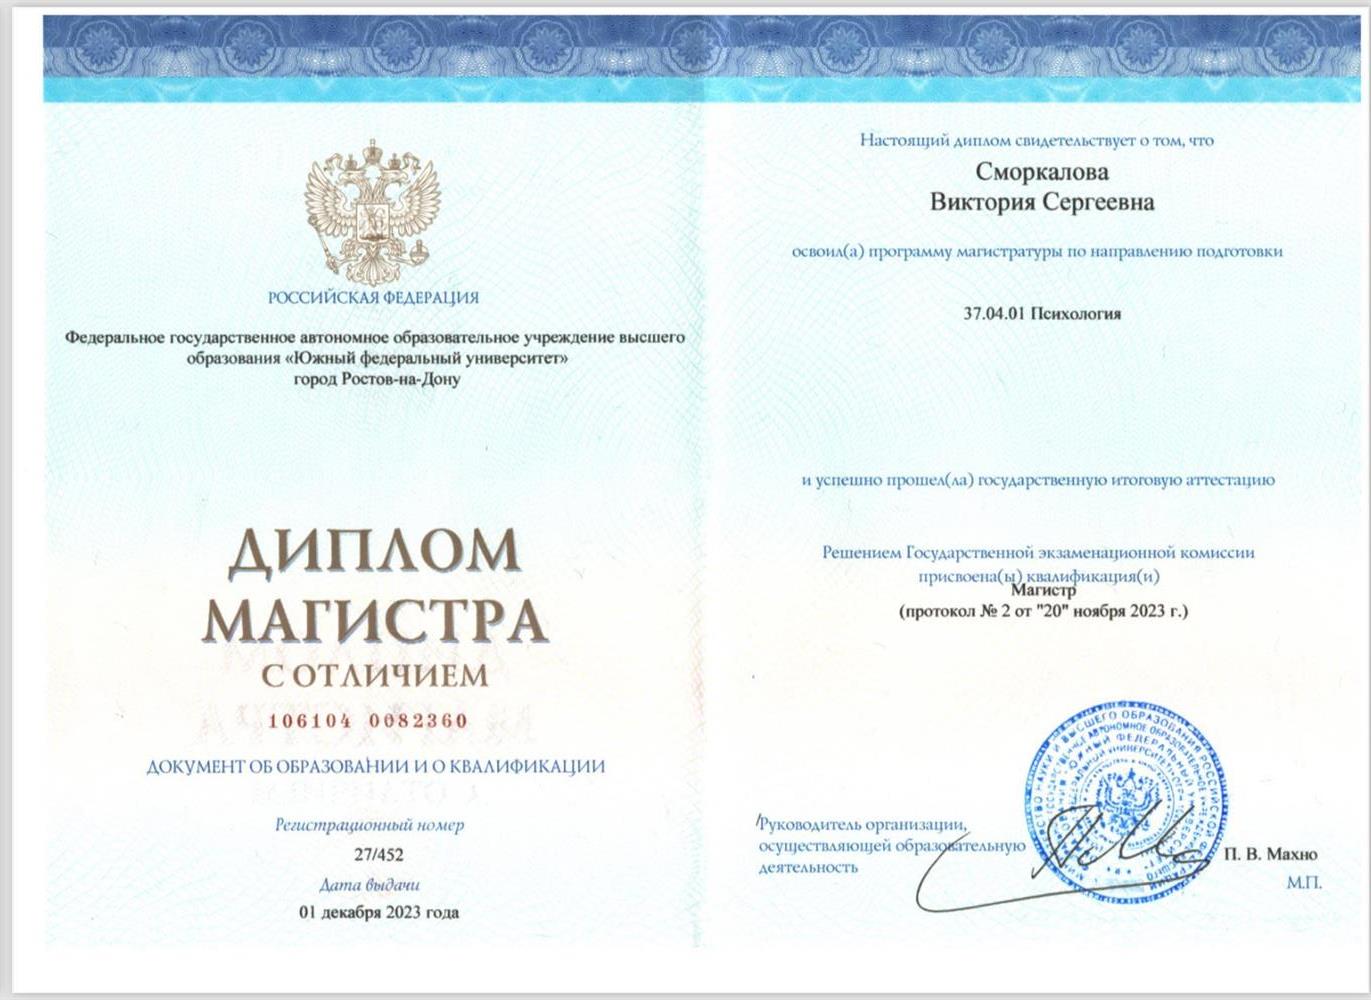 РОССИЙСКАЯ ФЕДЕРАЦИЯ
Федеральное государственное автономное образовательное учреждение высшего
образования «Южный федеральный университет»
город Ростов-на-Дону
ДИПЛОМ
МАГИСТРА
С ОТЛИЧИЕМ
106104 0082360
ДОКУМЕНТ ОБ ОБРАЗОВАНИИ И О КВАЛИФИКАЦИИ
Регистрационный номер
27/452
Дата выдачи
01 декабря 2023 года
Настоящий диплом свидетельствует о том, что
Сморкалова
Виктория Сергеевна
освоил(а) программу магистратуры по направлению подготовки
37.04.01 Психология
и успешно прошел(ла) государственную итоговую аттестацию
Решением Государственной экзаменационной комиссии
присвоена(ы) квалификация(и)
Магистр
(протокол № 2 от "20" ноября 2023 г.)
Руководитель организации,
осуществляющей образовательную
деятельность
П. В. Махно
М.П.